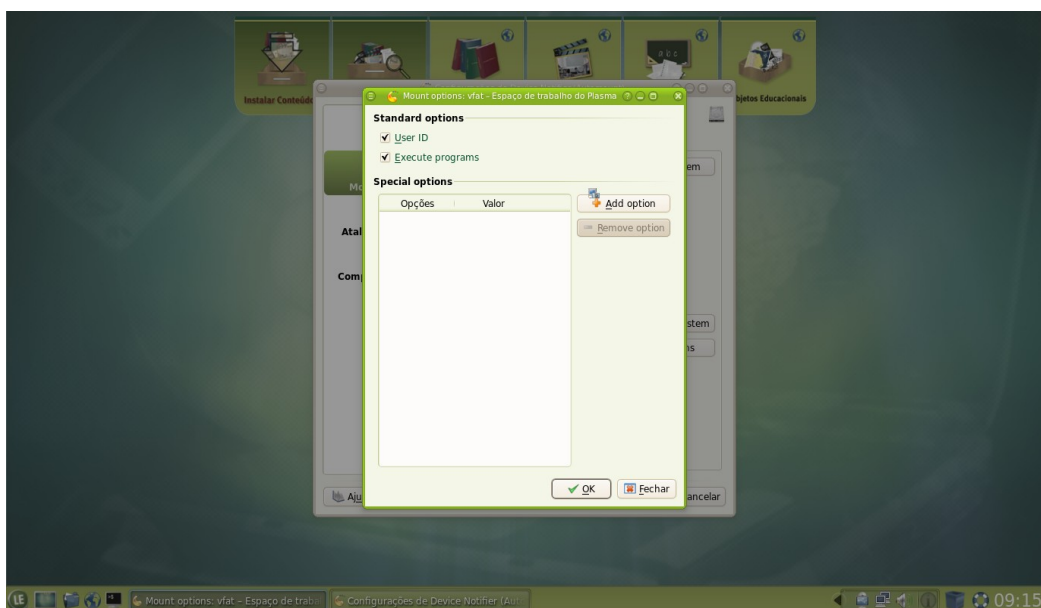 a b c
Instalar Conteúdo
bjetos Educacionais
Mount options: vfat – Espaço de trabalho do Plasma
Standard options
User ID
Execute programs
Special options
Opções Valor
Add option
Remove option
em
Mo
Atal
Comp
stem
ns
OK
Fechar
Aju
ancelar
LE
Mount options: vfat – Espaço de traba
Configurações de Device Notifier (Au
09:15